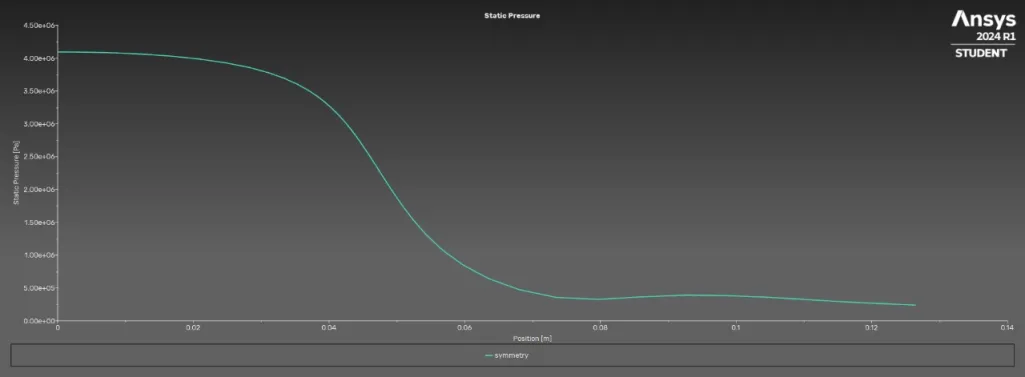 Static Pressure
Ansys
2024 R1
STUDENT
4.50e+06
4.00e+06
3.50e+06
3.00e+06
2.50e+06
2.00e+06
1.50e+06
1.00e+06
5.00e+05
0.00e+00
Static Pressure [Pa]
0 0.02 0.04 0.06 0.08 0.1 0.12 0.14
Position [m]
symmetry